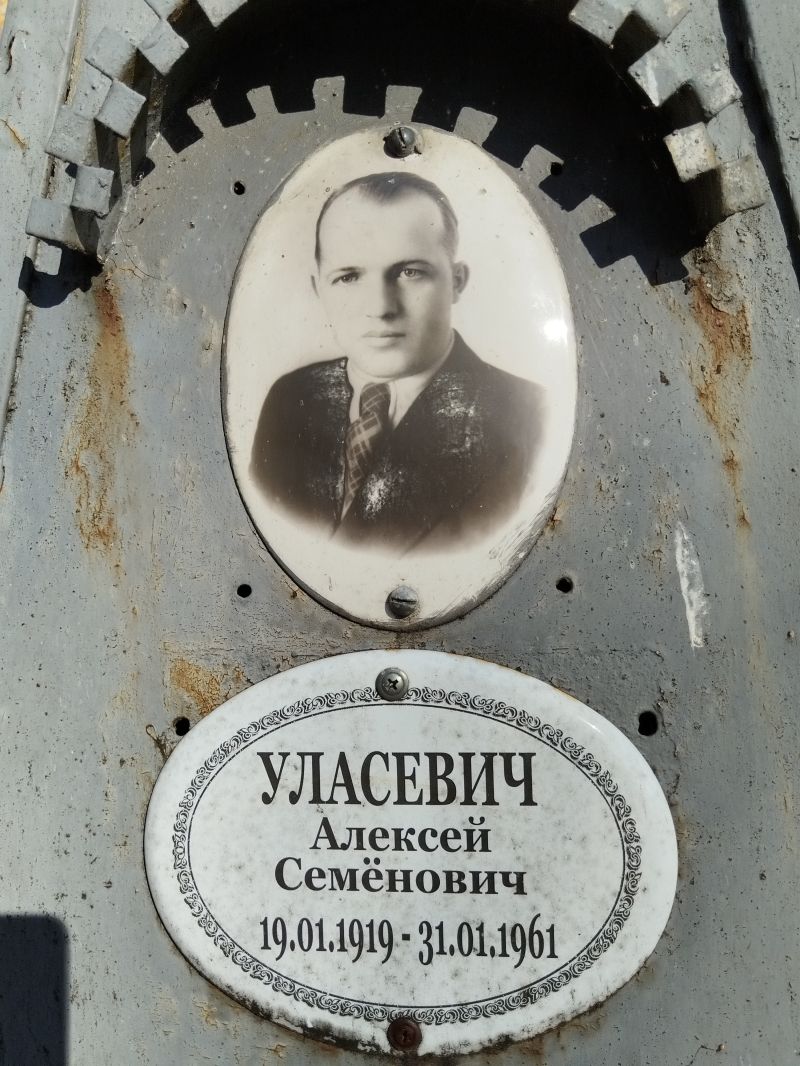 УЛАСЕВИЧ
Алексей
Семёнович
19.01.1919 - 31.01.1961